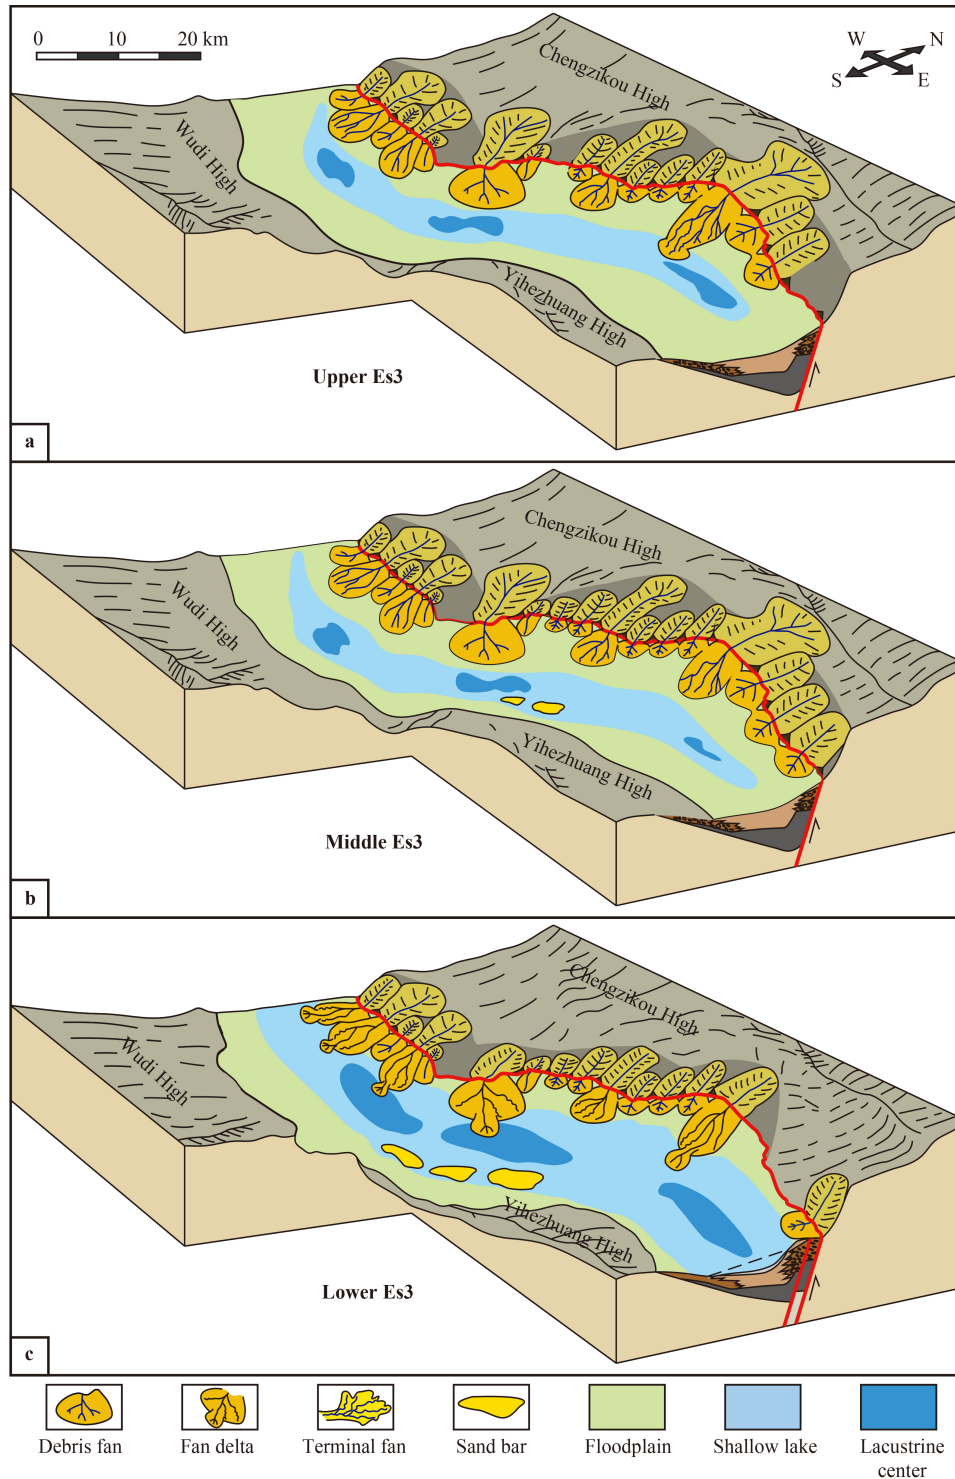 0 10 20 km
W N
S E
Chengzikou High
Wudi High
Yihezhuang High
Upper Es3
a
Chengzikou High
Wudi High
Yihezhuang High
Middle Es3
b
Chengzikou High
Wudi High
Yihezhuang High
Lower Es3
c
Debris fan
Fan delta
Terminal fan
Sand bar
Floodplain
Shallow lake
Lacustrine
center